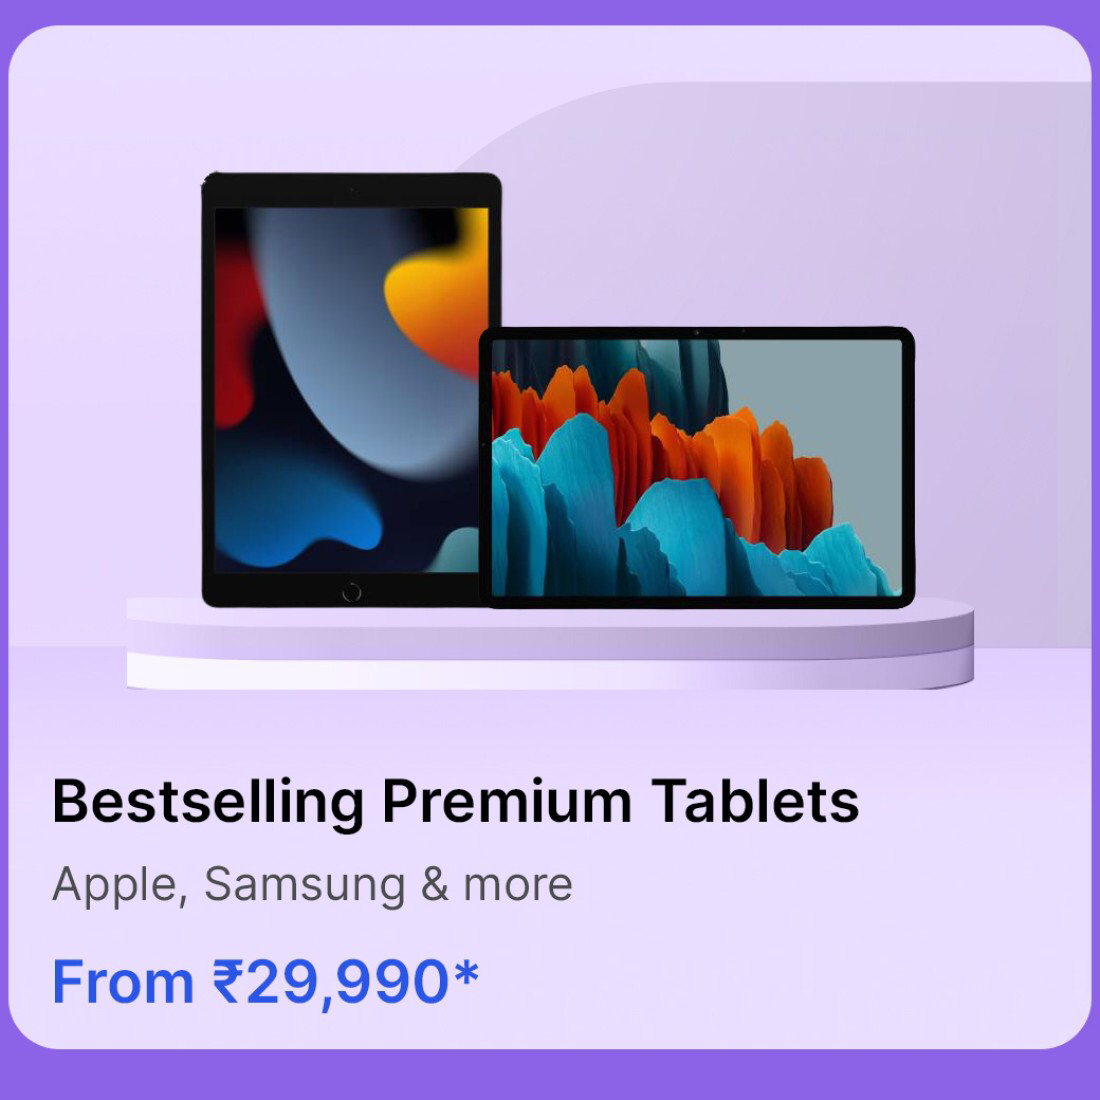 Bestselling Premium Tablets
Apple, Samsung & more
From ₹29,990*